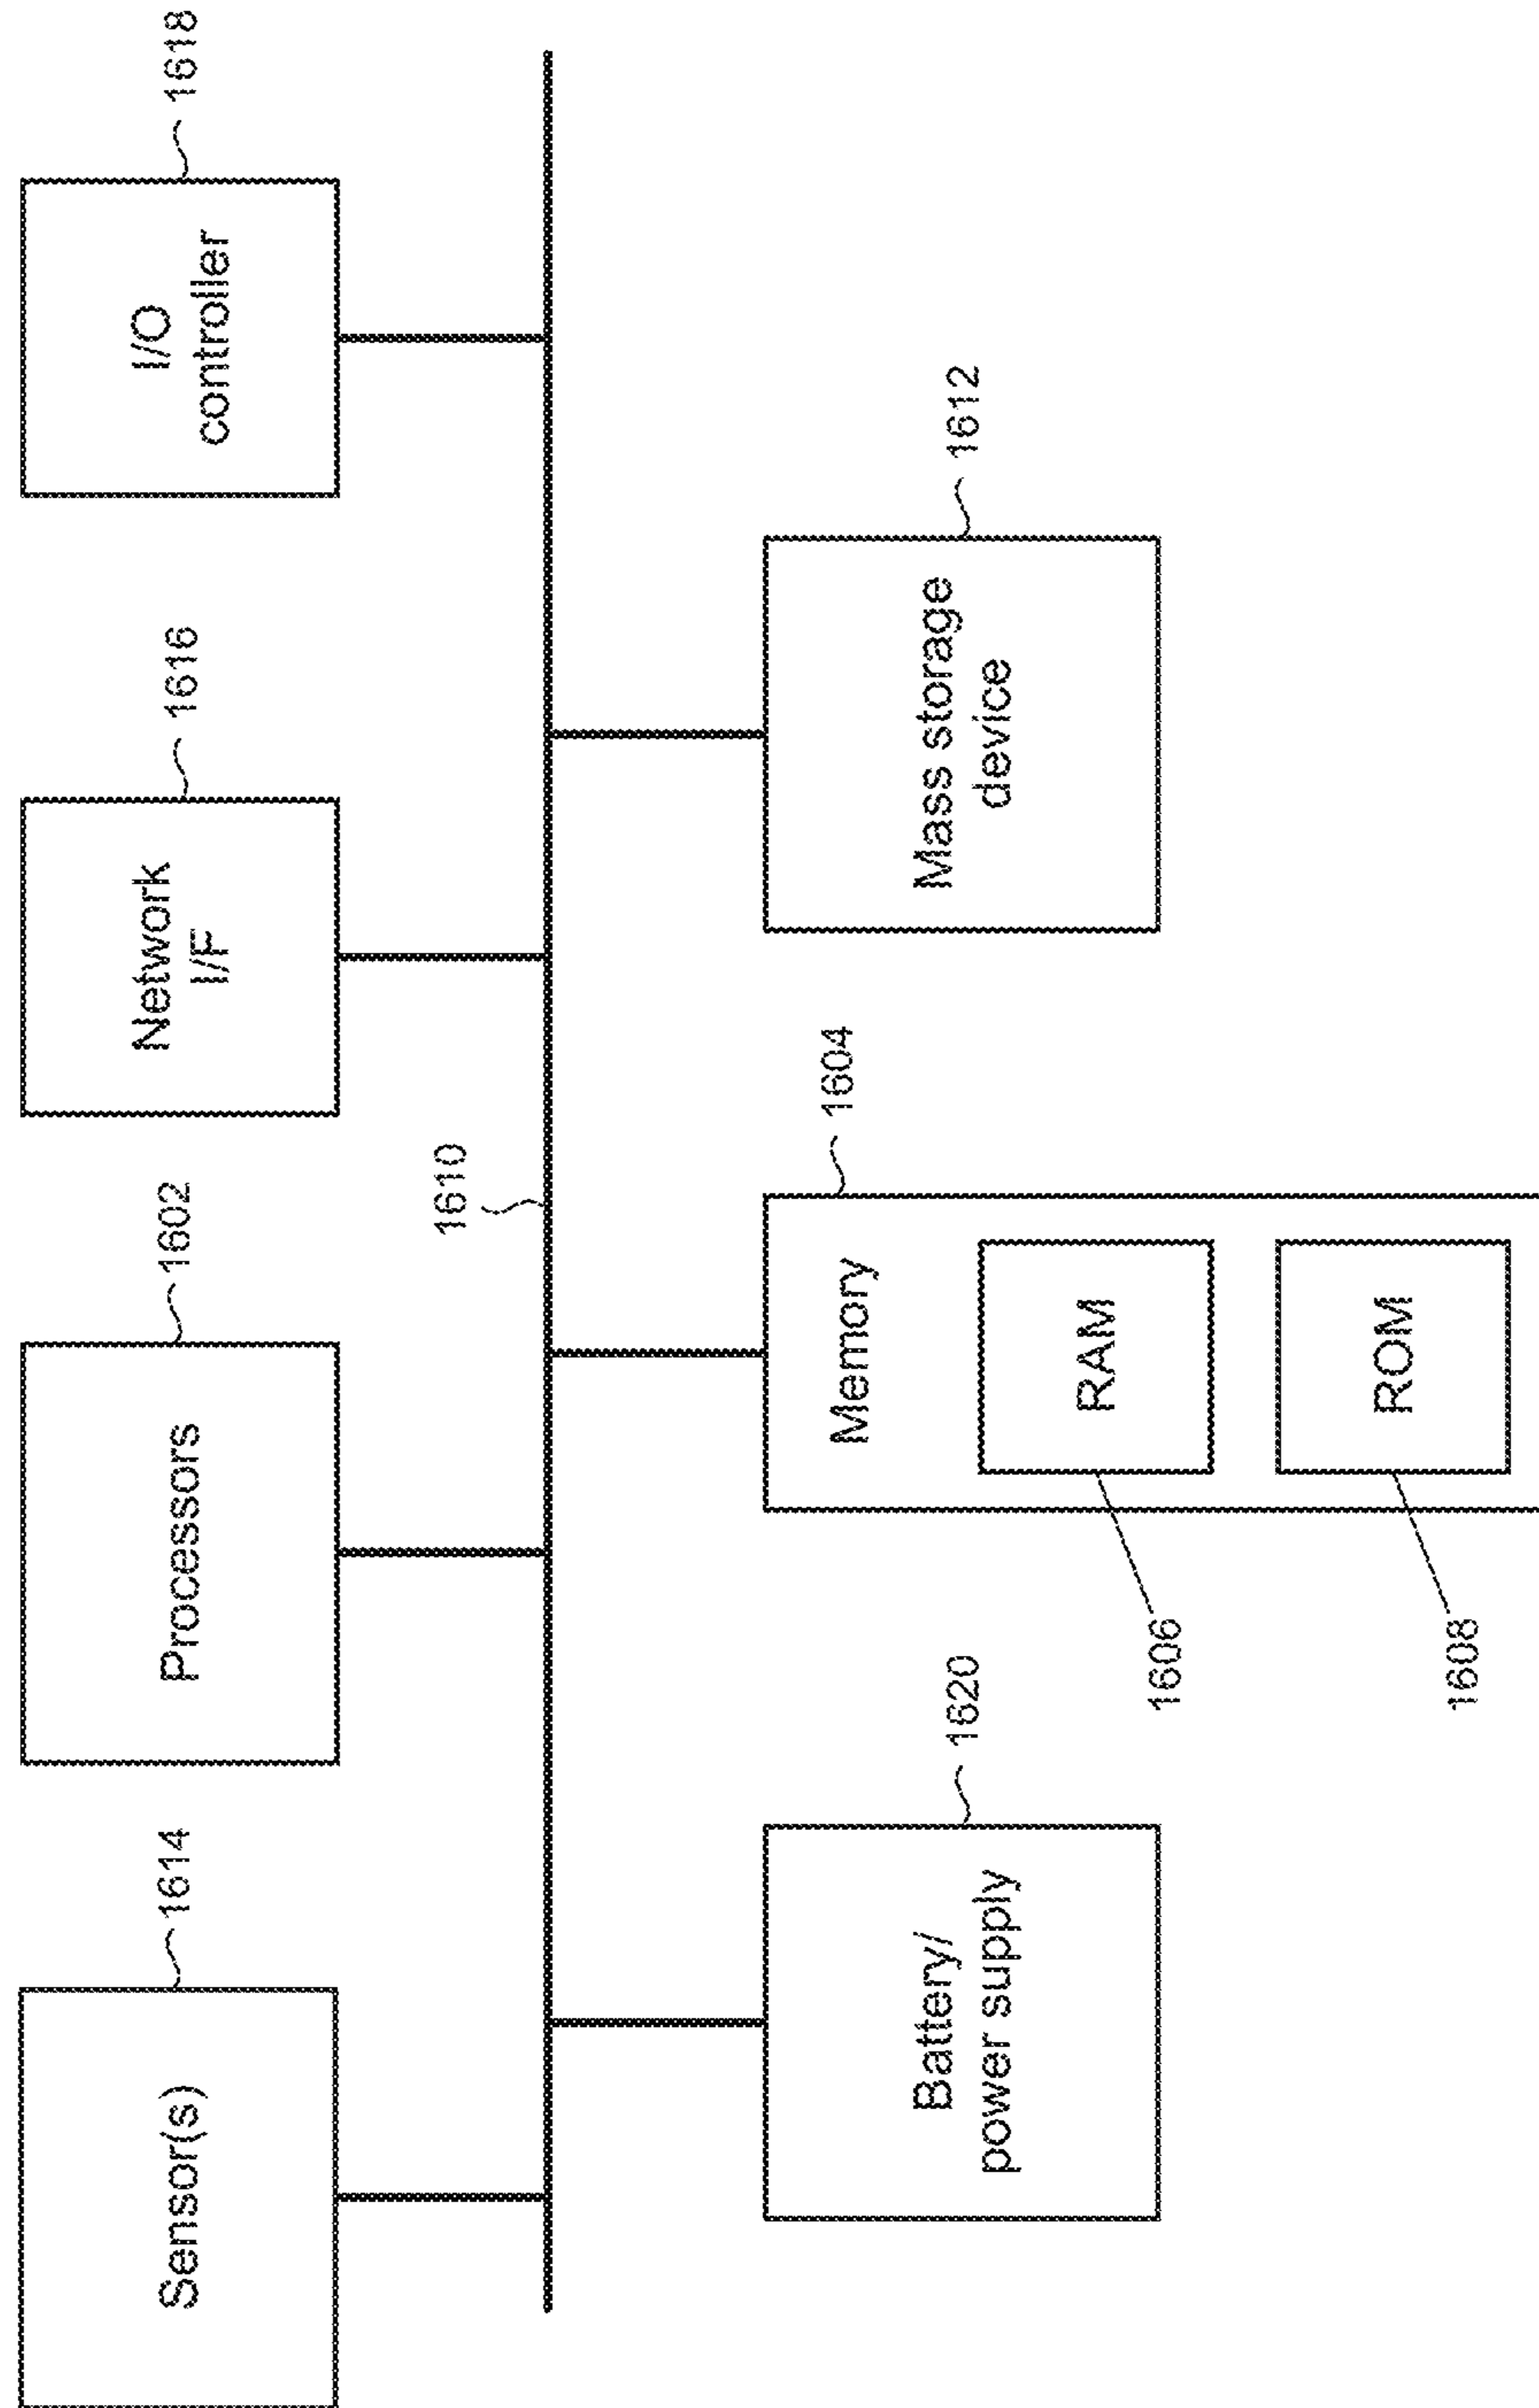 1614
Sensor(s)
1602
Processors
1616
Network
I/F
1618
I/O
controller
1610
1620
Battery/
power supply
1604
Memory
RAM
1606
ROM
1608
1612
Mass storage
device